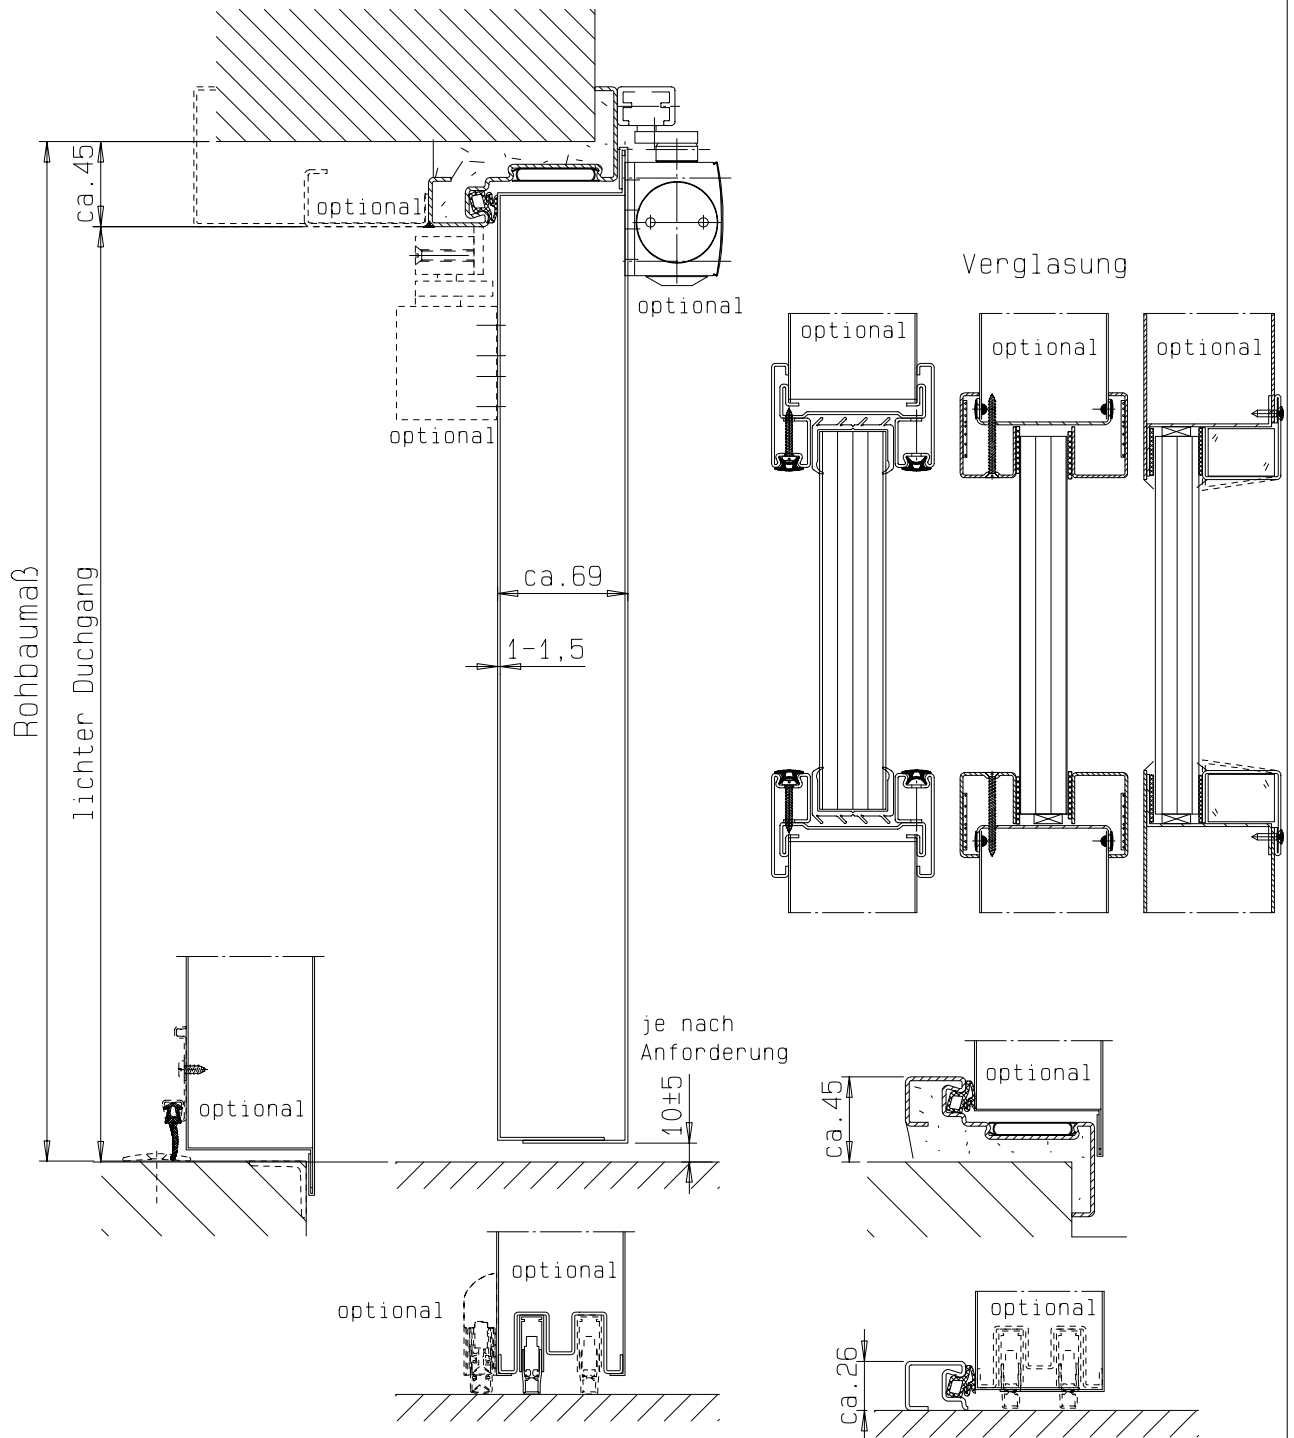 ca.45
optional
optional
optional
Verglasung
optional
optional
optional
Rohbaumaß
lichter Duchgang
ca.69
1-1,5
je nach
Anforderung
10±5
optional
optional
ca.45
optional
optional
optional
ca.26